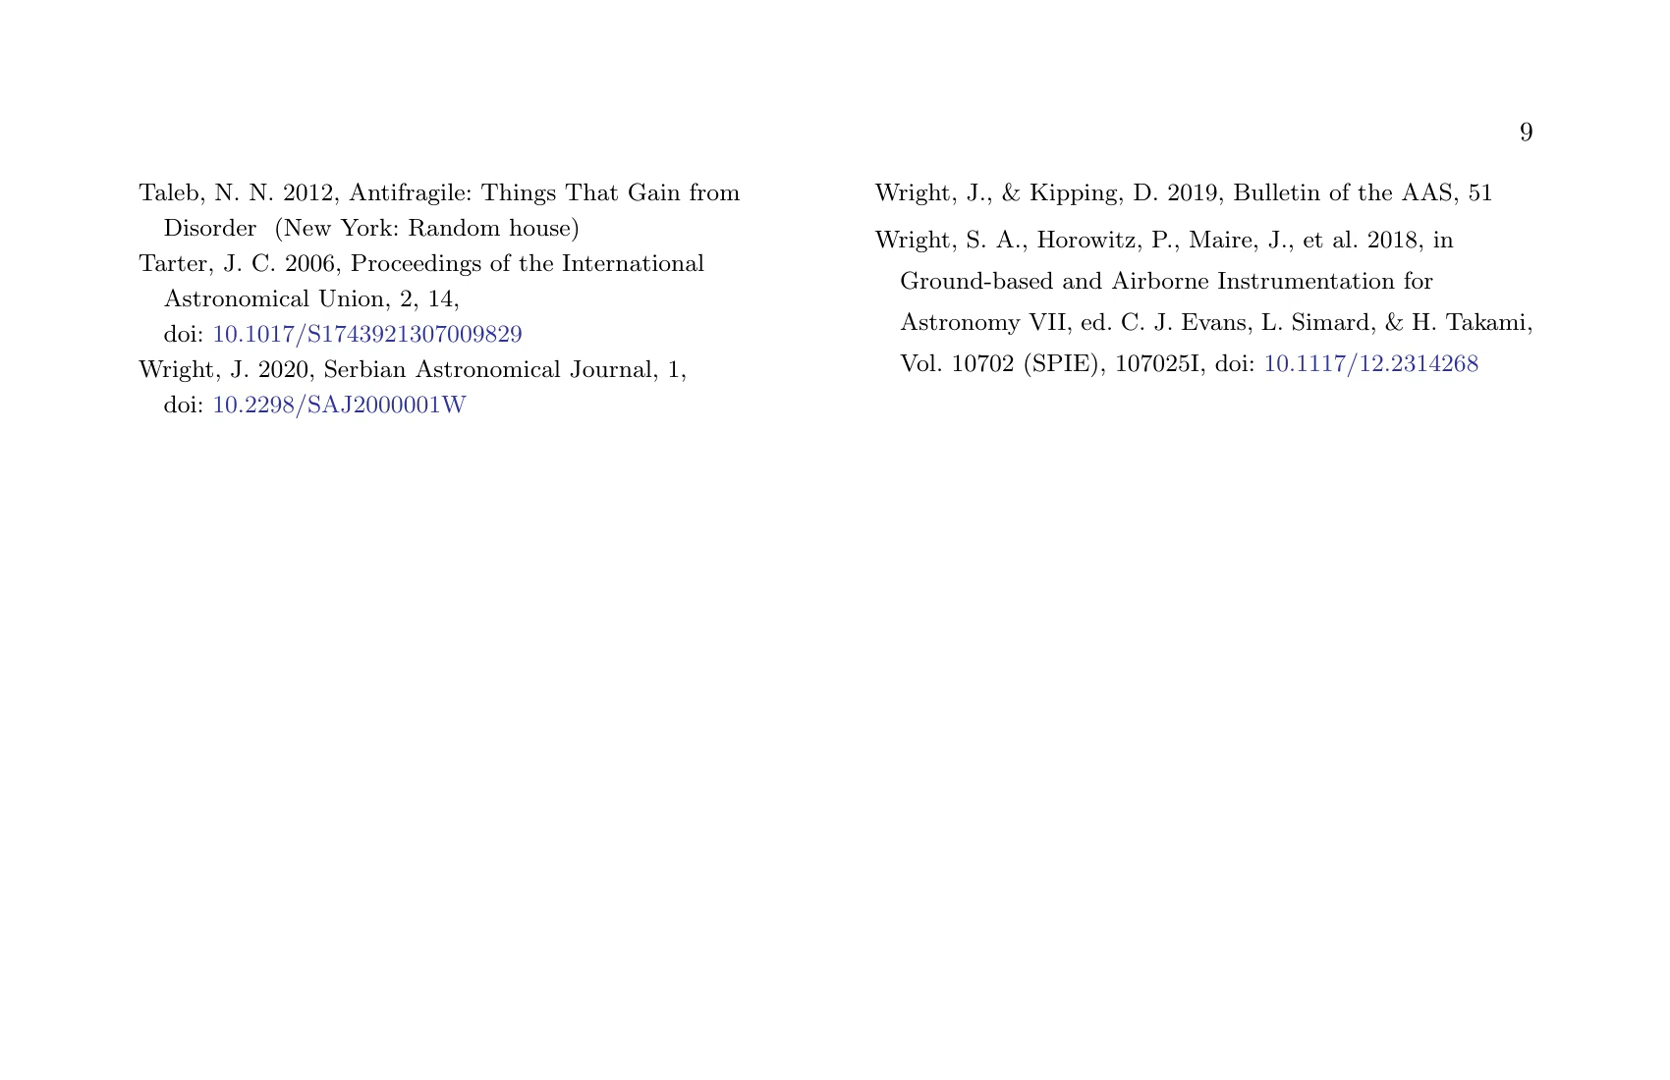 9
Taleb, N. N. 2012, Antifragile: Things That Gain from
Disorder (New York: Random house)
Tarter, J. C. 2006, Proceedings of the International
Astronomical Union, 2, 14,
doi: 10.1017/S1743921307009829
Wright, J. 2020, Serbian Astronomical Journal, 1,
doi: 10.2298/SAJ2000001W
Wright, J., & Kipping, D. 2019, Bulletin of the AAS, 51
Wright, S. A., Horowitz, P., Maire, J., et al. 2018, in
Ground-based and Airborne Instrumentation for
Astronomy VII, ed. C. J. Evans, L. Simard, & H. Takami,
Vol. 10702 (SPIE), 107025I, doi: 10.1117/12.2314268